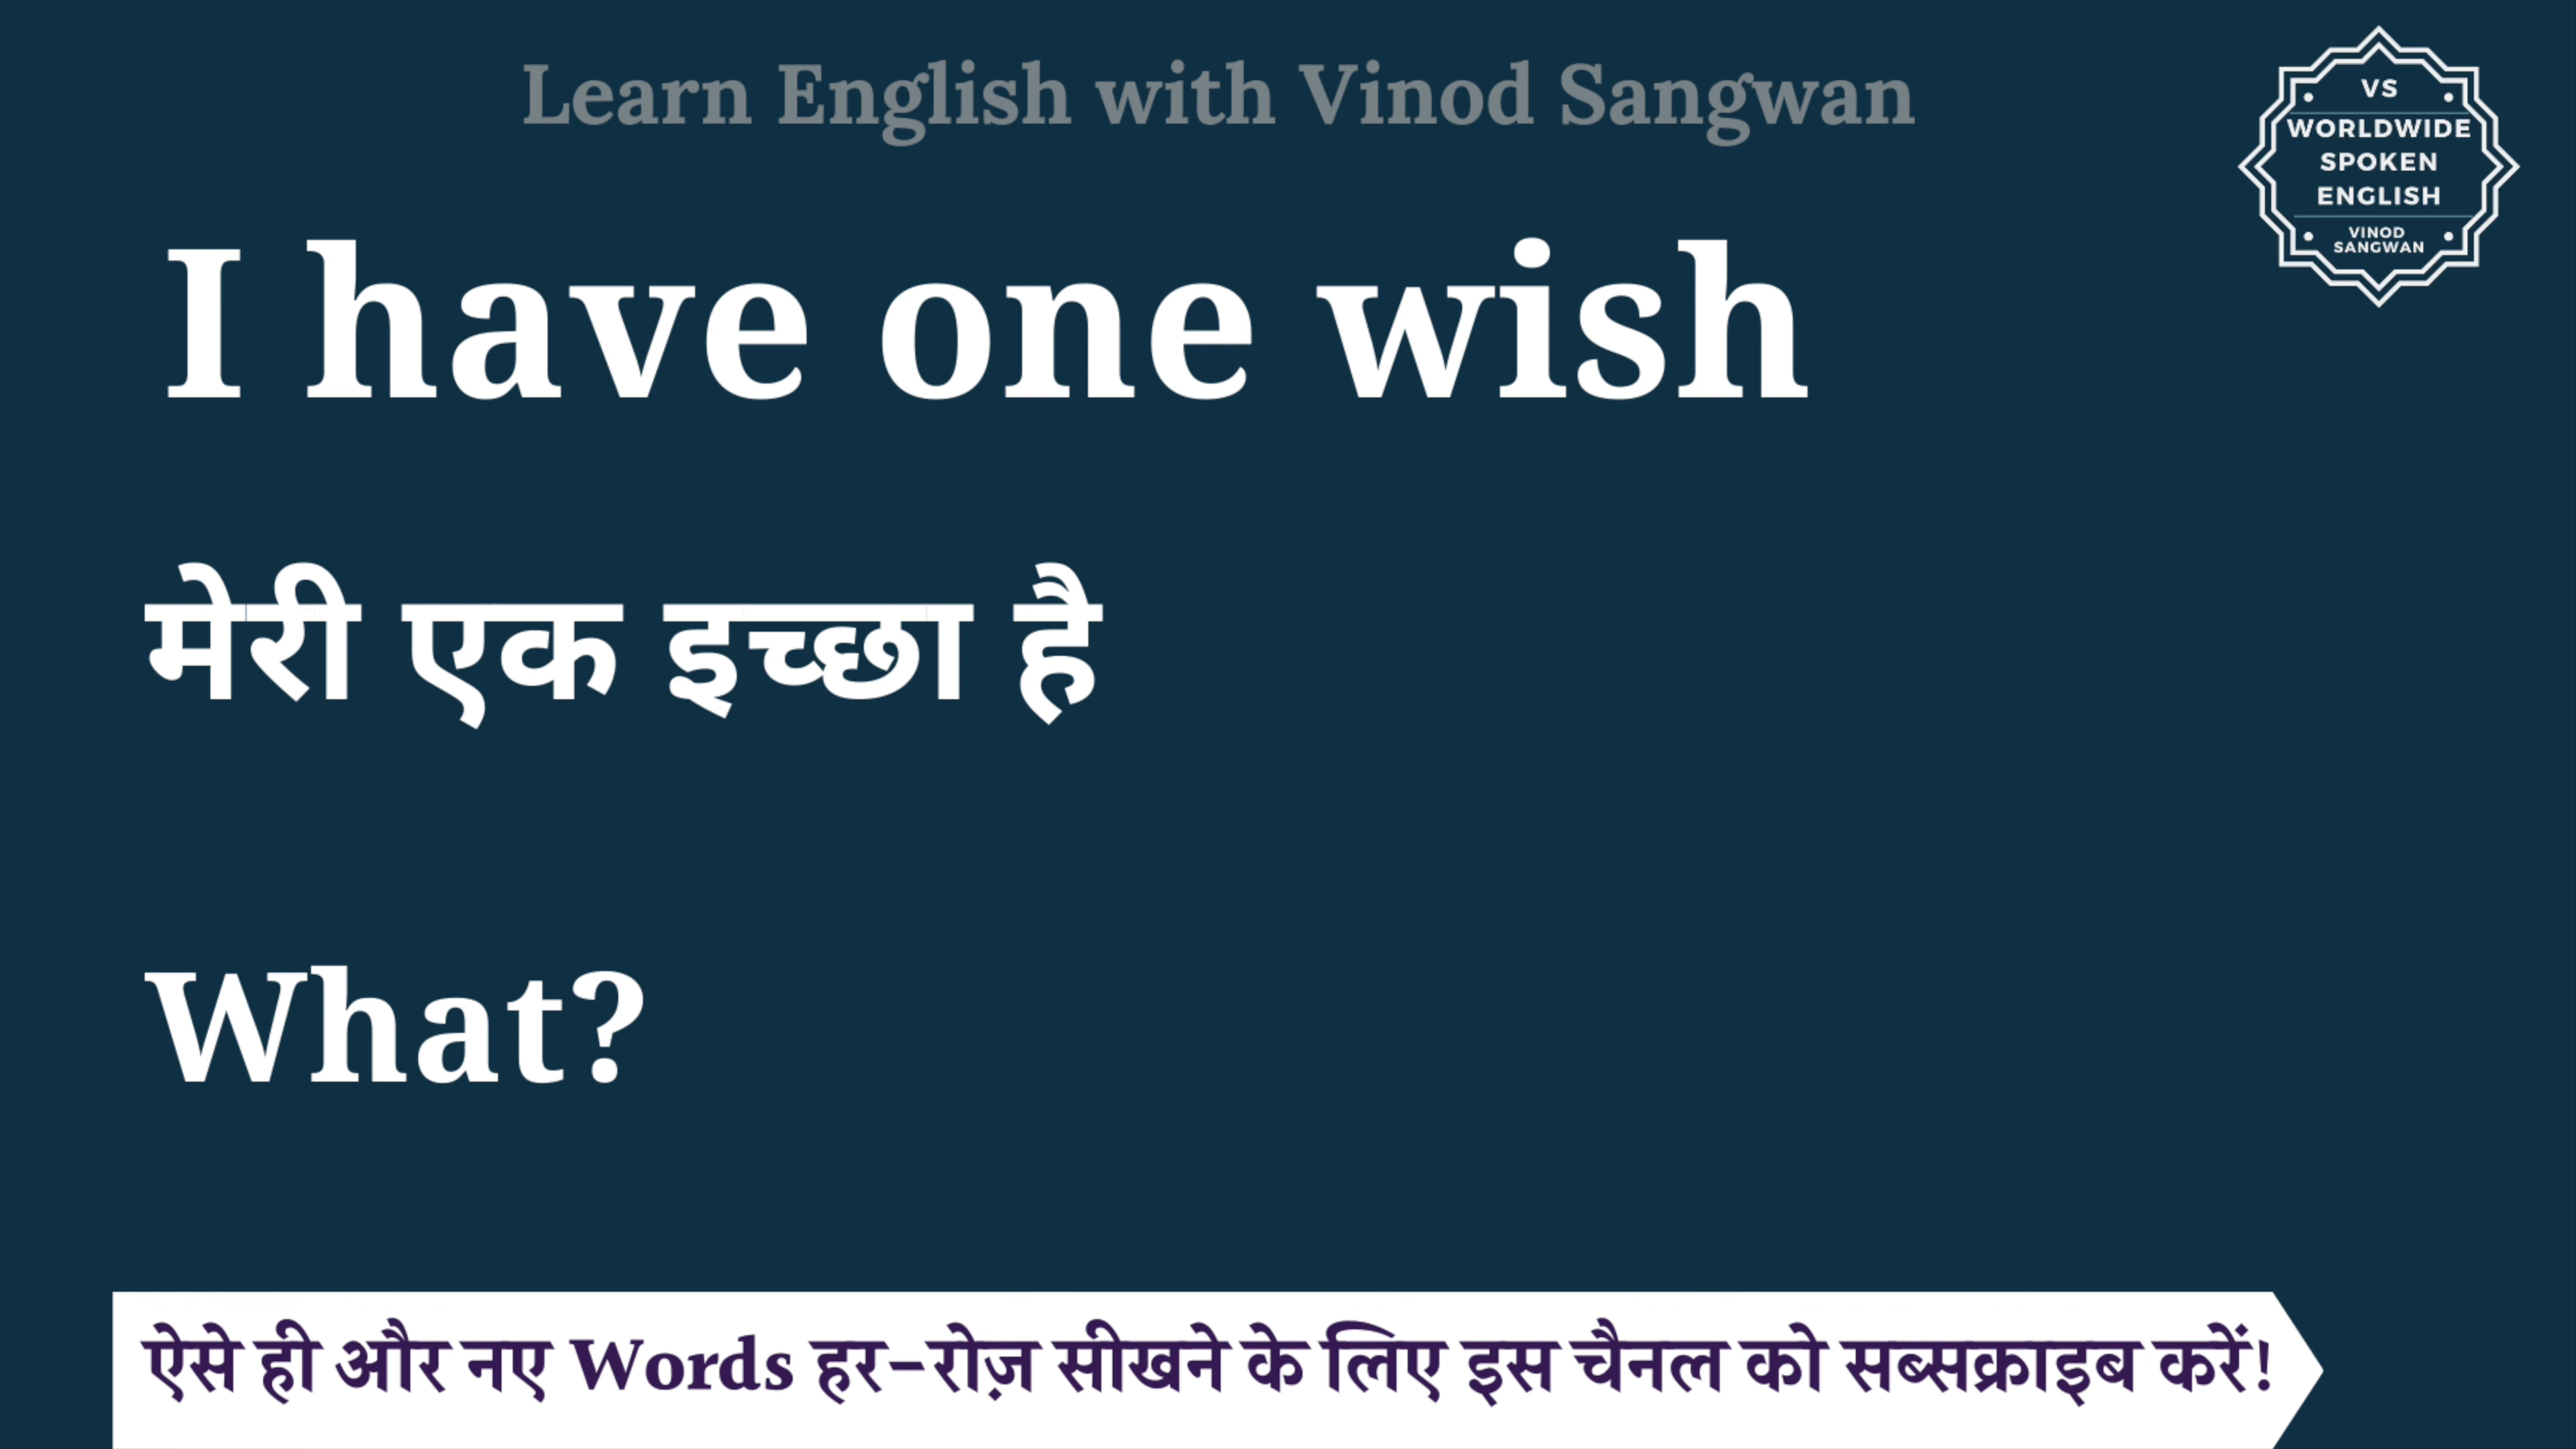 Learn English with Vinod Sangwan
VS
WORLDWIDE
SPOKEN
ENGLISH
VINOD
SANGWAN
I have one wish
मेरी एक इच्छा है
What?
ऐसे ही और नए Words हर-रोज़ सीखने के लिए इस चैनल को सब्सक्राइब करें!